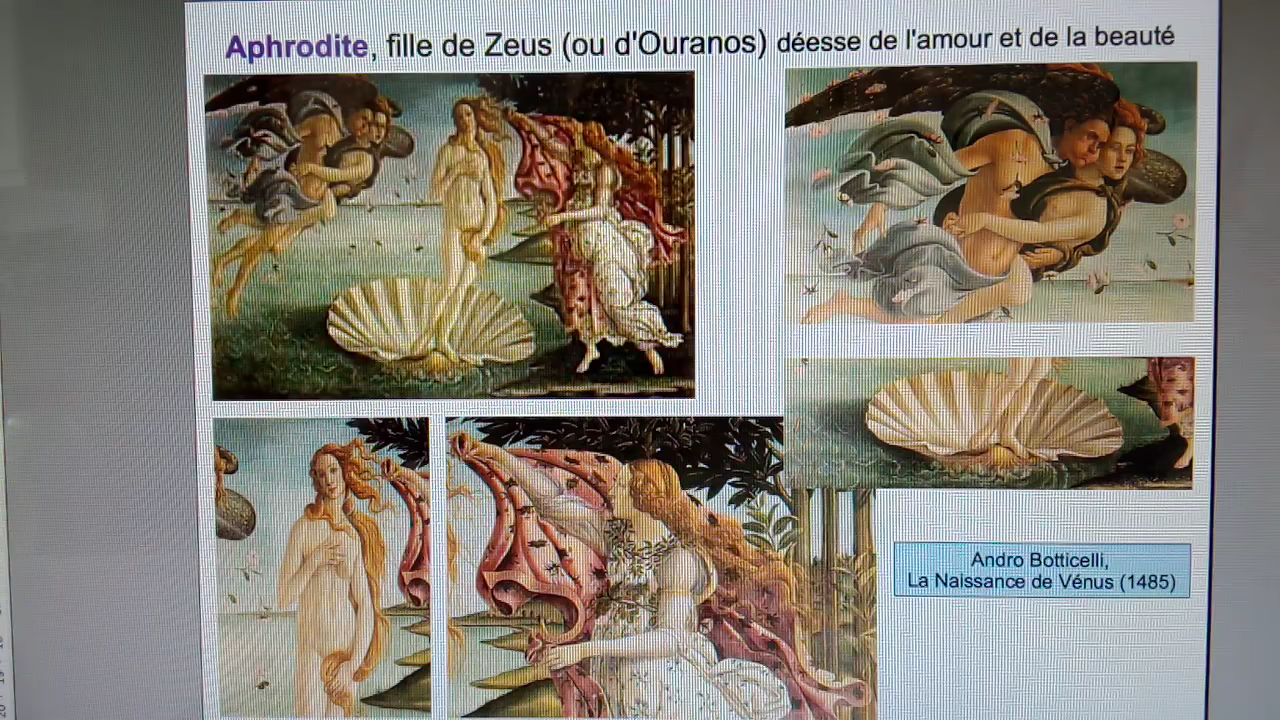 Aphrodite, fille de Zeus (ou d'Ouranos) déesse de l'amour et de la beauté
Andro Botticelli,
La Naissance de Vénus (1485)